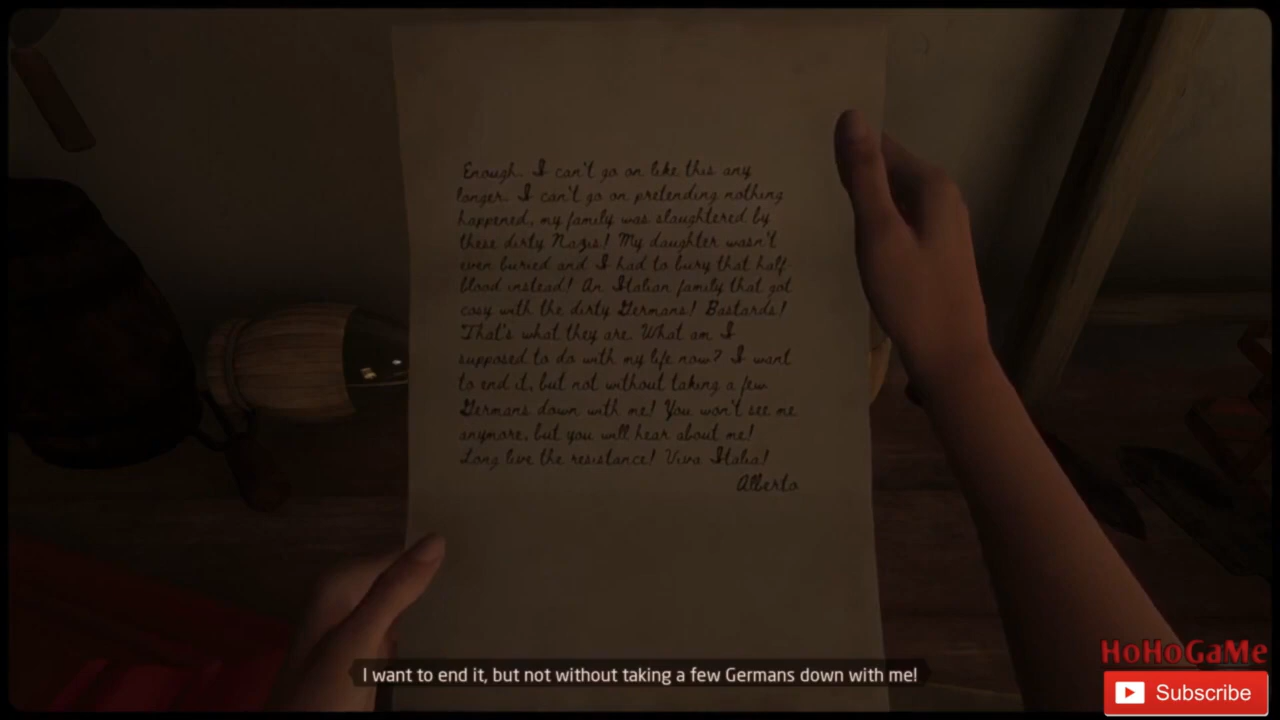 Enough. I can't go on like this any
longer. I can't go on pretending nothing
happened, my family was slaughtered by
these dirty Nazis! My daughter wasn't
even buried and I had to bury that half-
blood instead! An Italian family that got
cosy with the dirty Germans! Bastards!
That's what they are. What am I
supposed to do with my life now? I want
to end it, but not without taking a few
Germans down with me! You won't see me
anymore, but you will hear about me!
Long live the resistance! Viva Italia!
Alberto
I want to end it, but not without taking a few Germans down with me!
HoHoGaMe
Subscribe